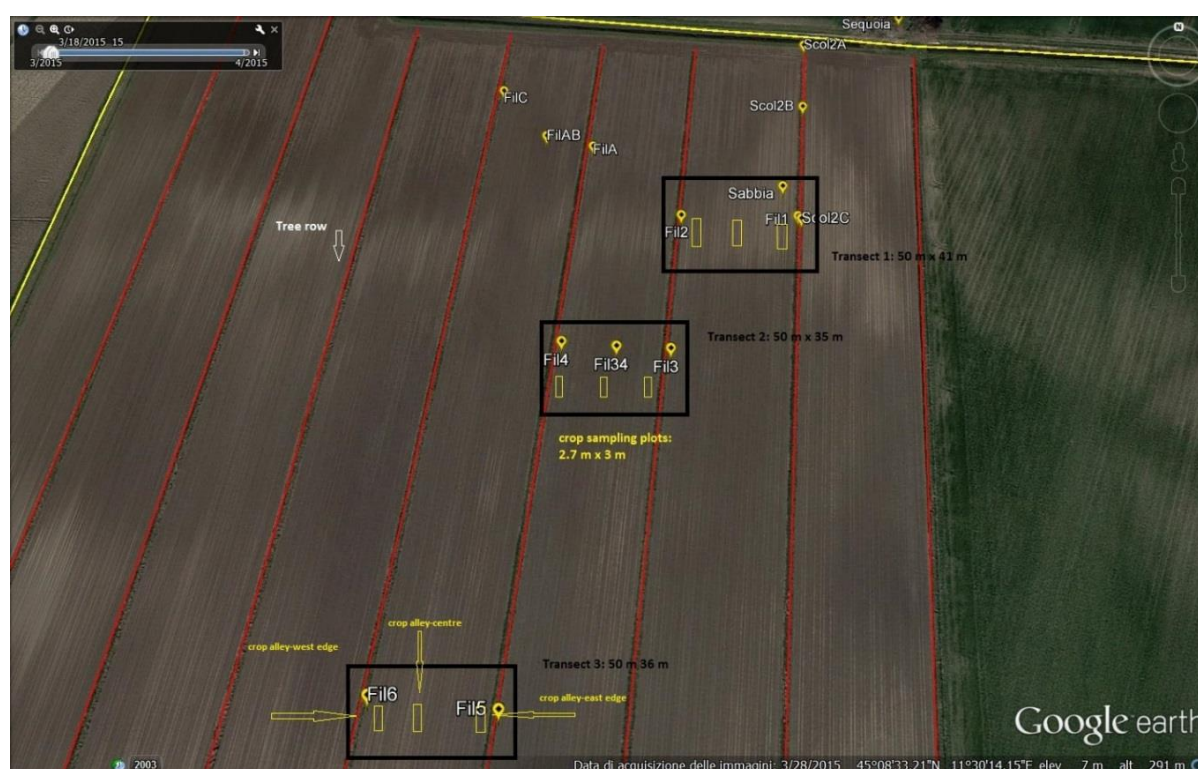 Sequoia
3/18/2015 15
3/2015
4/2015
Scol2A
FilC
Scol2B
FilAB
FilA
Sabbia
Fil2
Fil1
Scol2C
Tree row
Transect 1: 50 m x 41 m
Transect 2: 50 m x 35 m
Fil4
Fil34
Fil3
crop sampling plots:
2.7 m x 3 m
crop alley-centre
crop alley-west edge
Transect 3: 50 m 36 m
Fil6
Fil5
crop alley-east edge
Google earth
2003
Data di acquisizione delle immagini: 3/28/2015 45°08'33.21"N 11°30'14.15"E elev 7 m alt 291 m